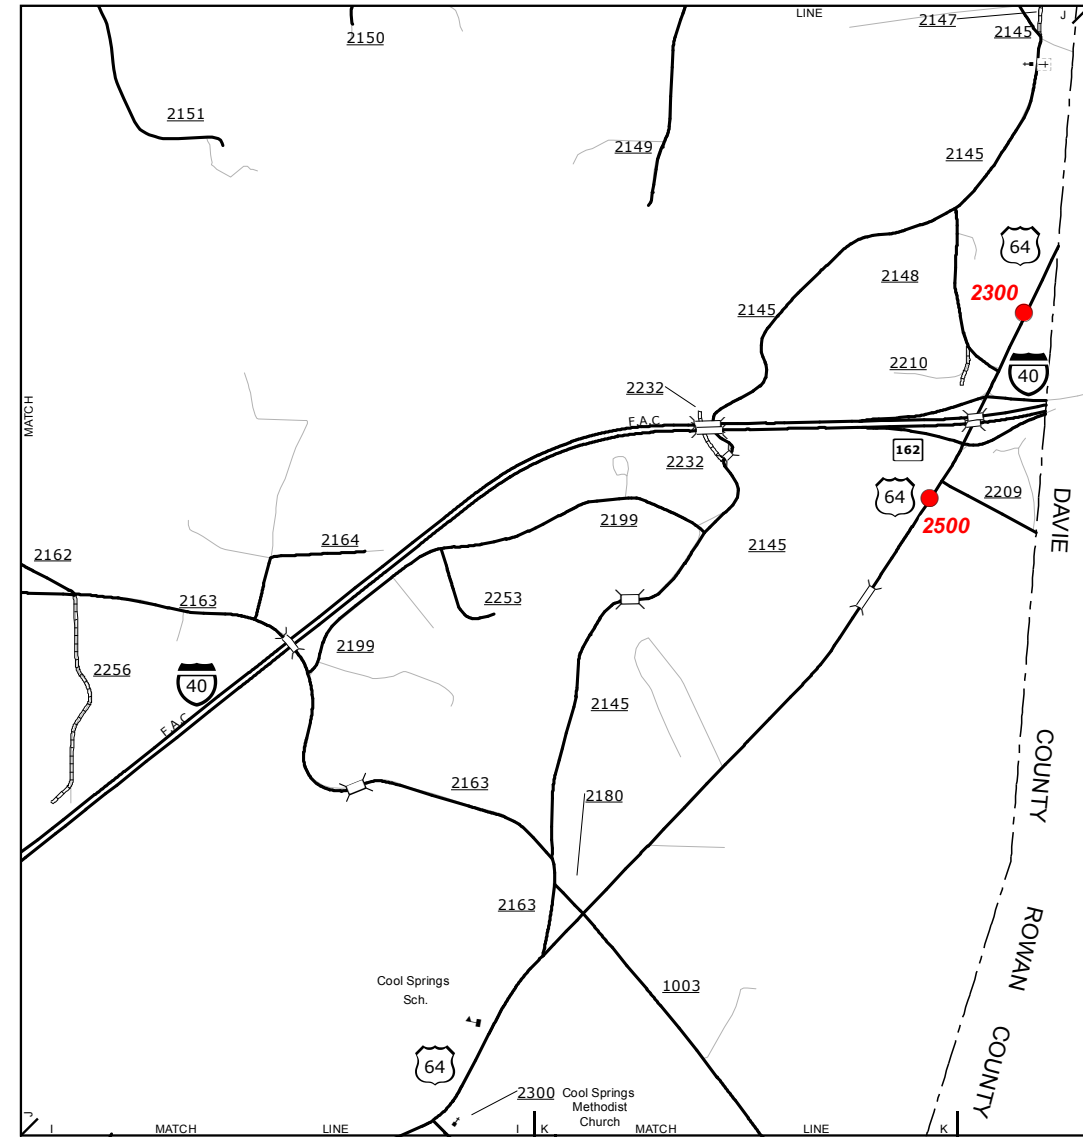 LINE
2147
J
2145
2150
2151
2149
2145
64
2148
2300
2145
2210
40
2232
MATCH
F.A.C.
162
2232
64
2209
2199
2500
DAVIE
COUNTY
2164
2145
2162
2163
2253
2199
2256
40
2145
F.A.C.
2163
2180
2163
ROWAN
COUNTY
Cool Springs
Sch.
1003
64
2300
Cool Springs
Methodist
Church
J
I
MATCH
LINE
I
K
MATCH
LINE
K